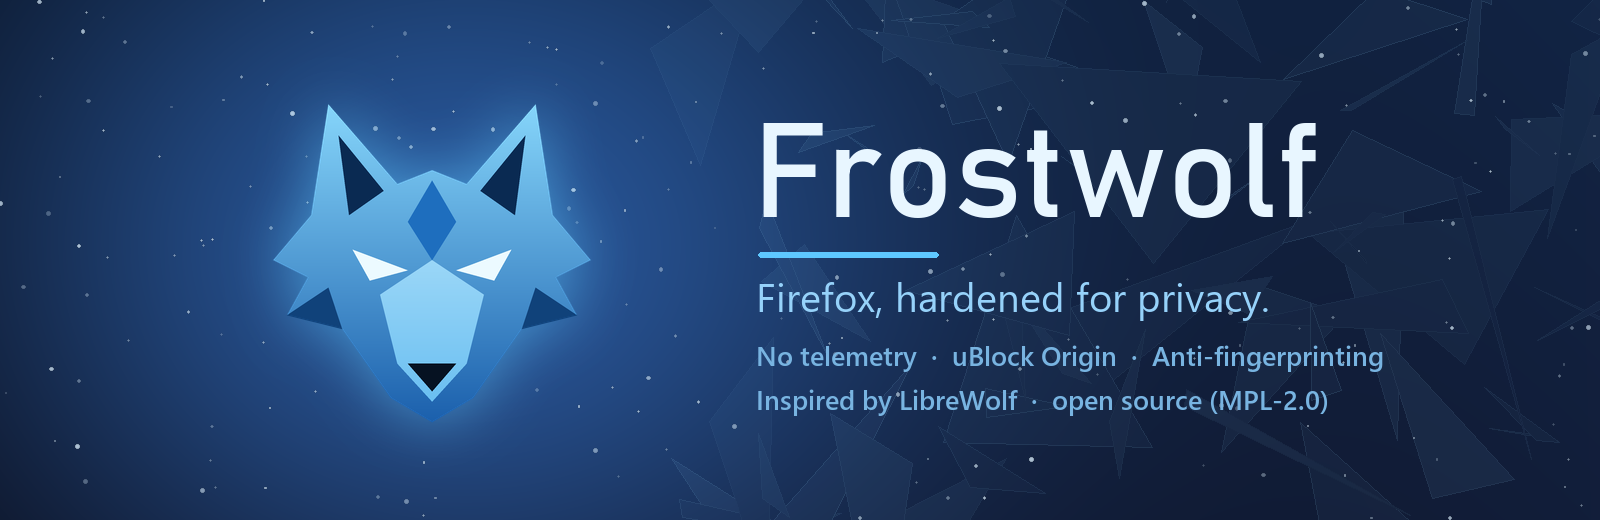 Frostwolf
Firefox, hardened for privacy.
No telemetry · uBlock Origin · Anti-fingerprinting
Inspired by LibreWolf · open source (MPL-2.0)